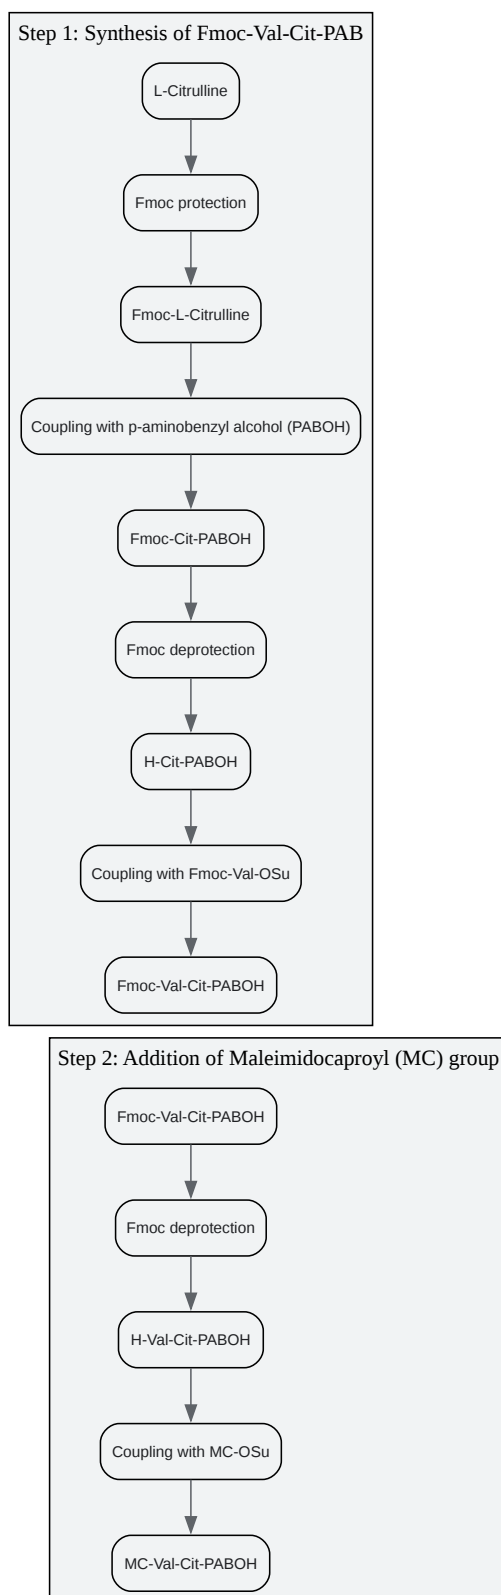 Step 1: Synthesis of Fmoc-Val-Cit-PAB
L-Citrulline
Fmoc protection
Fmoc-L-Citrulline
Coupling with p-aminobenzyl alcohol (PABOH)
Fmoc-Cit-PABOH
Fmoc deprotection
H-Cit-PABOH
Coupling with Fmoc-Val-OSu
Fmoc-Val-Cit-PABOH
Step 2: Addition of Maleimidocaproyl (MC) group
Fmoc-Val-Cit-PABOH
Fmoc deprotection
H-Val-Cit-PABOH
Coupling with MC-OSu
MC-Val-Cit-PABOH